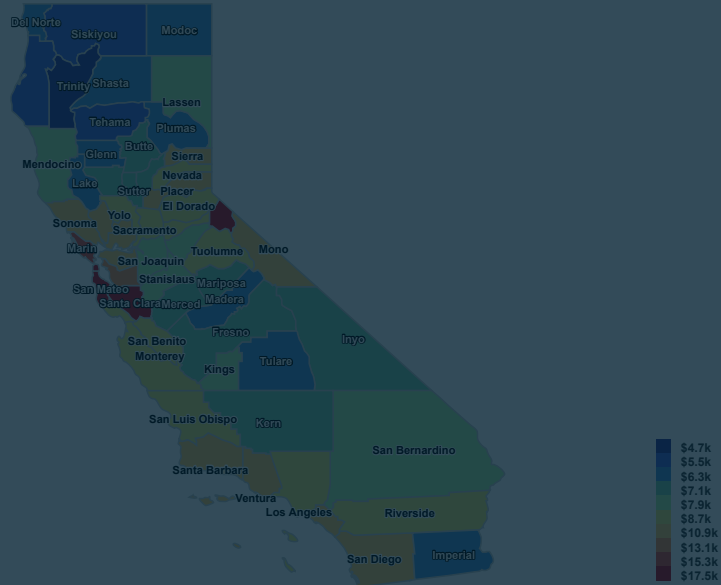 Del Norte
Siskiyou
Modoc
Trinity
Shasta
Lassen
Tehama
Plumas
Glenn
Butte
Sierra
Mendocino
Nevada
Lake
Sutter
Placer
El Dorado
Yolo
Sonoma
Sacramento
Marin
Tuolumne
Mono
San Joaquin
Stanislaus
Mariposa
San Mateo
Santa Clara
Merced
Madera
Fresno
San Benito
Inyo
Monterey
Kings
Tulare
San Luis Obispo
Kern
San Bernardino
Santa Barbara
Ventura
Los Angeles
Riverside
San Diego
Imperial
$4.7k
$5.5k
$6.3k
$7.1k
$7.9k
$8.7k
$10.9k
$13.1k
$15.3k
$17.5k